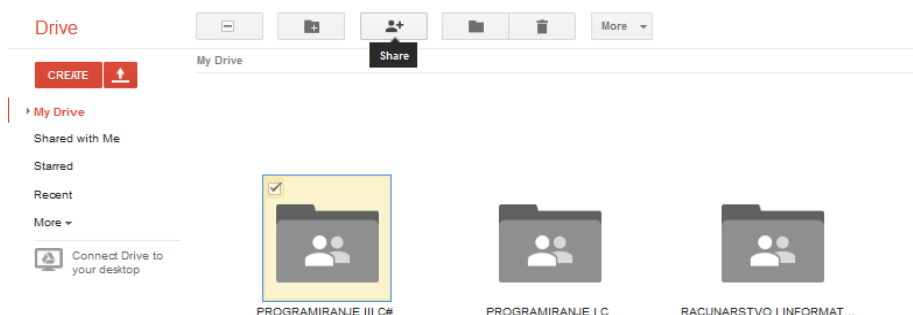 Drive
More
Share
My Drive
CREATE
My Drive
Shared with Me
Starred
Recent
More
Connect Drive to
your desktop
PROGRAMIRANJE III C#
PROGRAMIRANJE I C
RACUNARSTVO I INFORMAT...